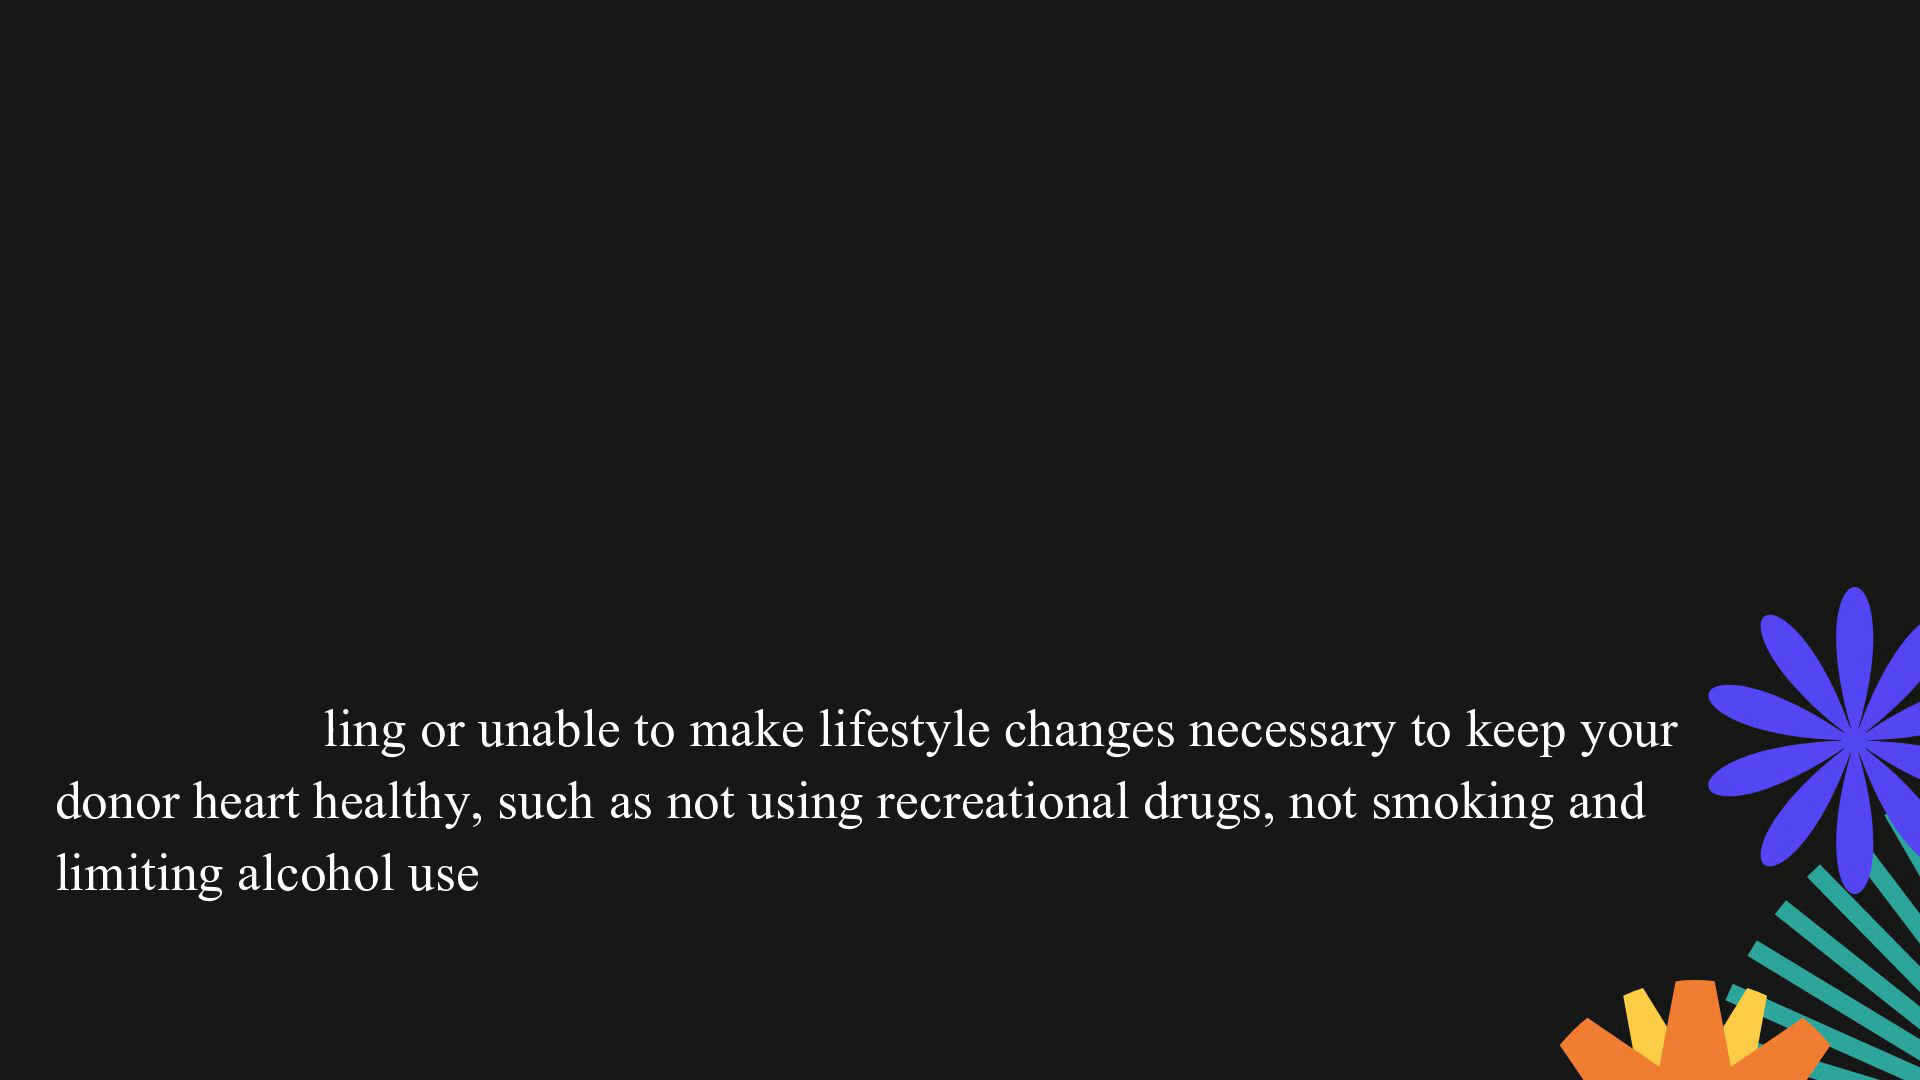 ling or unable to make lifestyle changes necessary to keep your
donor heart healthy, such as not using recreational drugs, not smoking and
limiting alcohol use